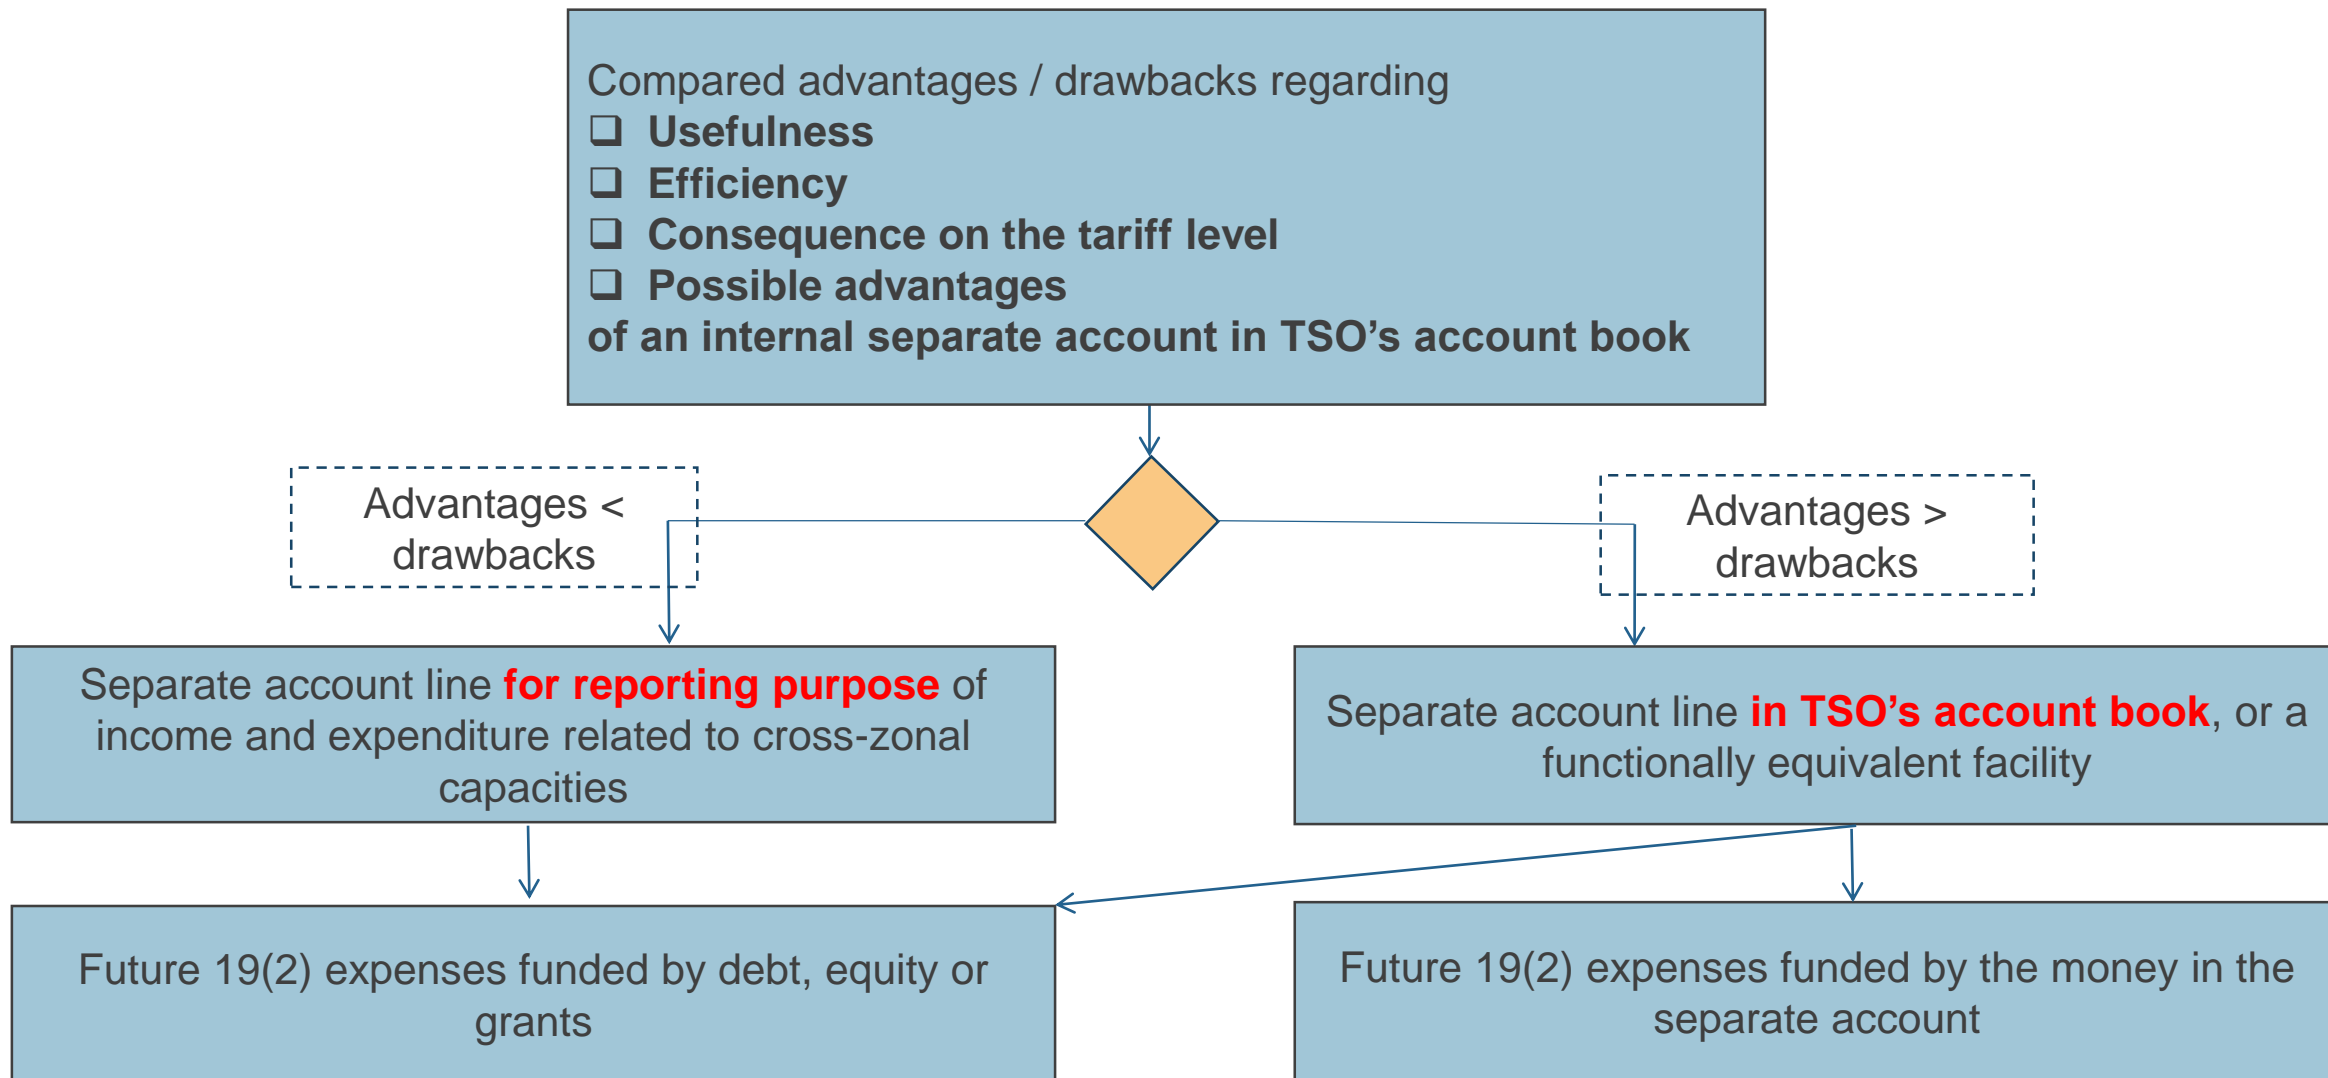 Compared advantages / drawbacks regarding
❑ Usefulness
❑ Efficiency
❑ Consequence on the tariff level
❑ Possible advantages
of an internal separate account in TSO’s account book
Advantages <
drawbacks
Advantages >
drawbacks
Separate account line for reporting purpose of
income and expenditure related to cross-zonal
capacities
Separate account line in TSO’s account book, or a
functionally equivalent facility
Future 19(2) expenses funded by debt, equity or
grants
Future 19(2) expenses funded by the money in the
separate account